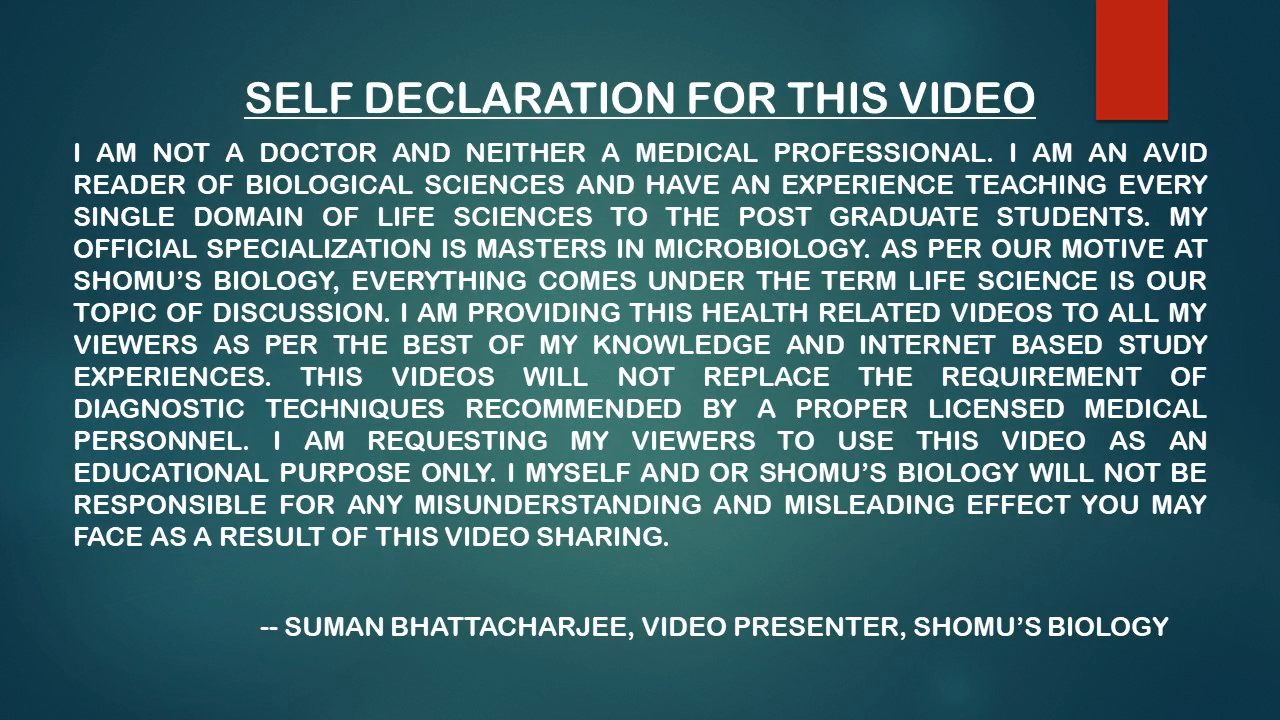 SELF DECLARATION FOR THIS VIDEO
I AM NOT A DOCTOR AND NEITHER A MEDICAL PROFESSIONAL. I AM AN AVID
READER OF BIOLOGICAL SCIENCES AND HAVE AN EXPERIENCE TEACHING EVERY
SINGLE DOMAIN OF LIFE SCIENCES TO THE POST GRADUATE STUDENTS. MY
OFFICIAL SPECIALIZATION IS MASTERS IN MICROBIOLOGY. AS PER OUR MOTIVE AT
SHOMU’S BIOLOGY, EVERYTHING COMES UNDER THE TERM LIFE SCIENCE IS OUR
TOPIC OF DISCUSSION. I AM PROVIDING THIS HEALTH RELATED VIDEOS TO ALL MY
VIEWERS AS PER THE BEST OF MY KNOWLEDGE AND INTERNET BASED STUDY
EXPERIENCES. THIS VIDEOS WILL NOT REPLACE THE REQUIREMENT OF
DIAGNOSTIC TECHNIQUES RECOMMENDED BY A PROPER LICENSED MEDICAL
PERSONNEL. I AM REQUESTING MY VIEWERS TO USE THIS VIDEO AS AN
EDUCATIONAL PURPOSE ONLY. I MYSELF AND OR SHOMU’S BIOLOGY WILL NOT BE
RESPONSIBLE FOR ANY MISUNDERSTANDING AND MISLEADING EFFECT YOU MAY
FACE AS A RESULT OF THIS VIDEO SHARING.
-- SUMAN BHATTACHARJEE, VIDEO PRESENTER, SHOMU’S BIOLOGY